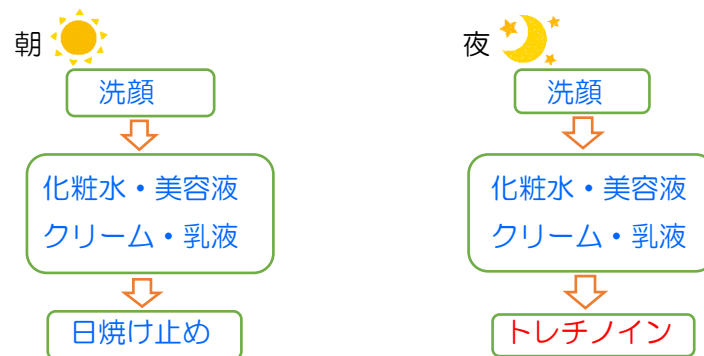 朝
洗顔
化粧水・美容液
クリーム・乳液
日焼け止め
夜
洗顔
化粧水・美容液
クリーム・乳液
トレチノイン